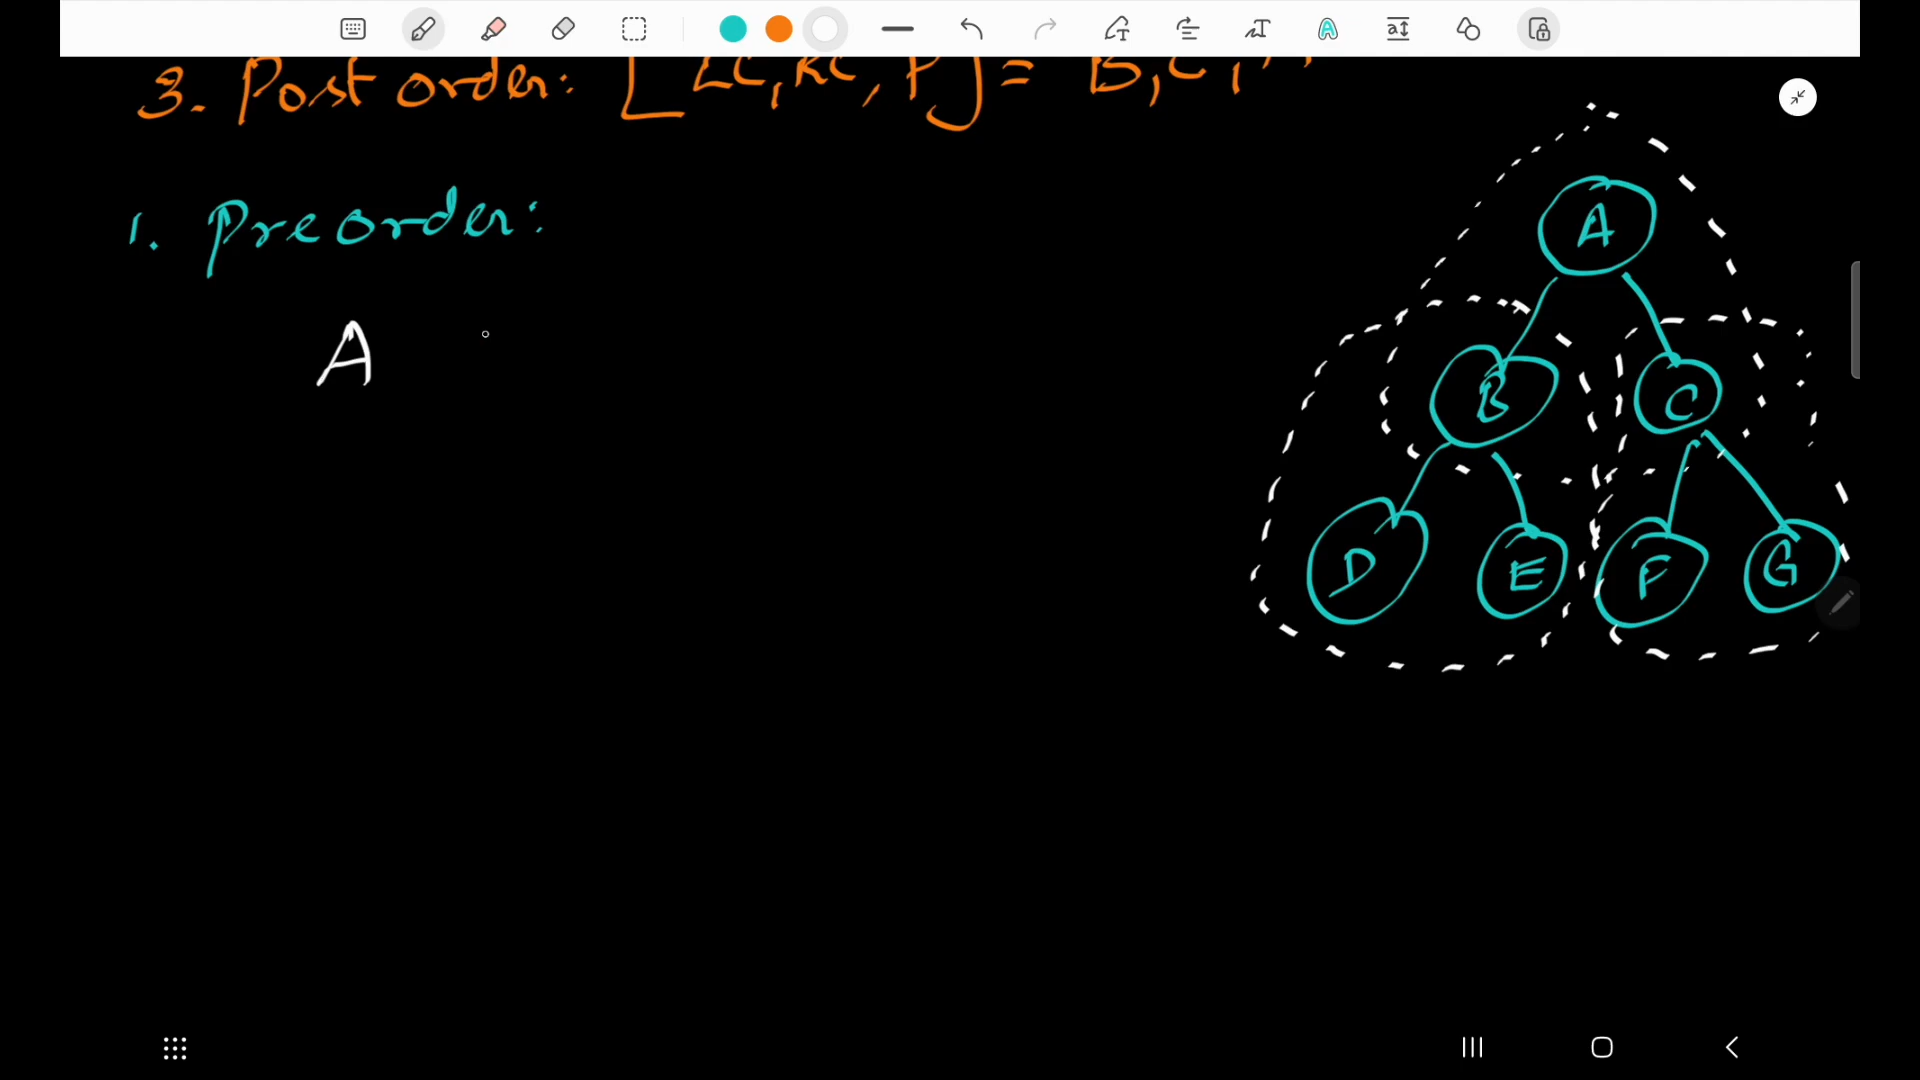 3. Post order: [LC, RC, P] = B, C, A
1. Preorder:
A
A
B
C
D
E
F
G